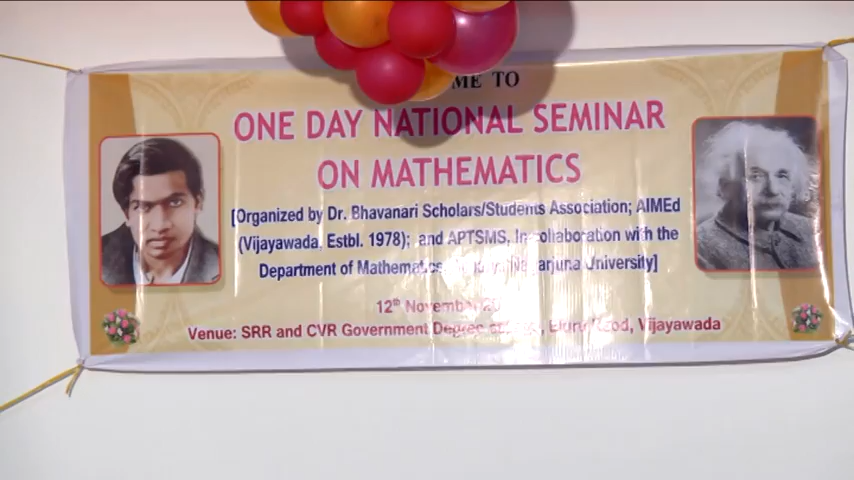 ME TO
ONE DAY NATIONAL SEMINAR
ON MATHEMATICS
[Organized by Dr. Bhavanari Scholars/Students Association; AIMEd
(Vijayawada, Estbl. 1978); and APTSMS, In collaboration with the
Department of Mathematics, Nagarjuna University]
12th November
Venue: SRR and CVR Government Degree Road, Vijayawada